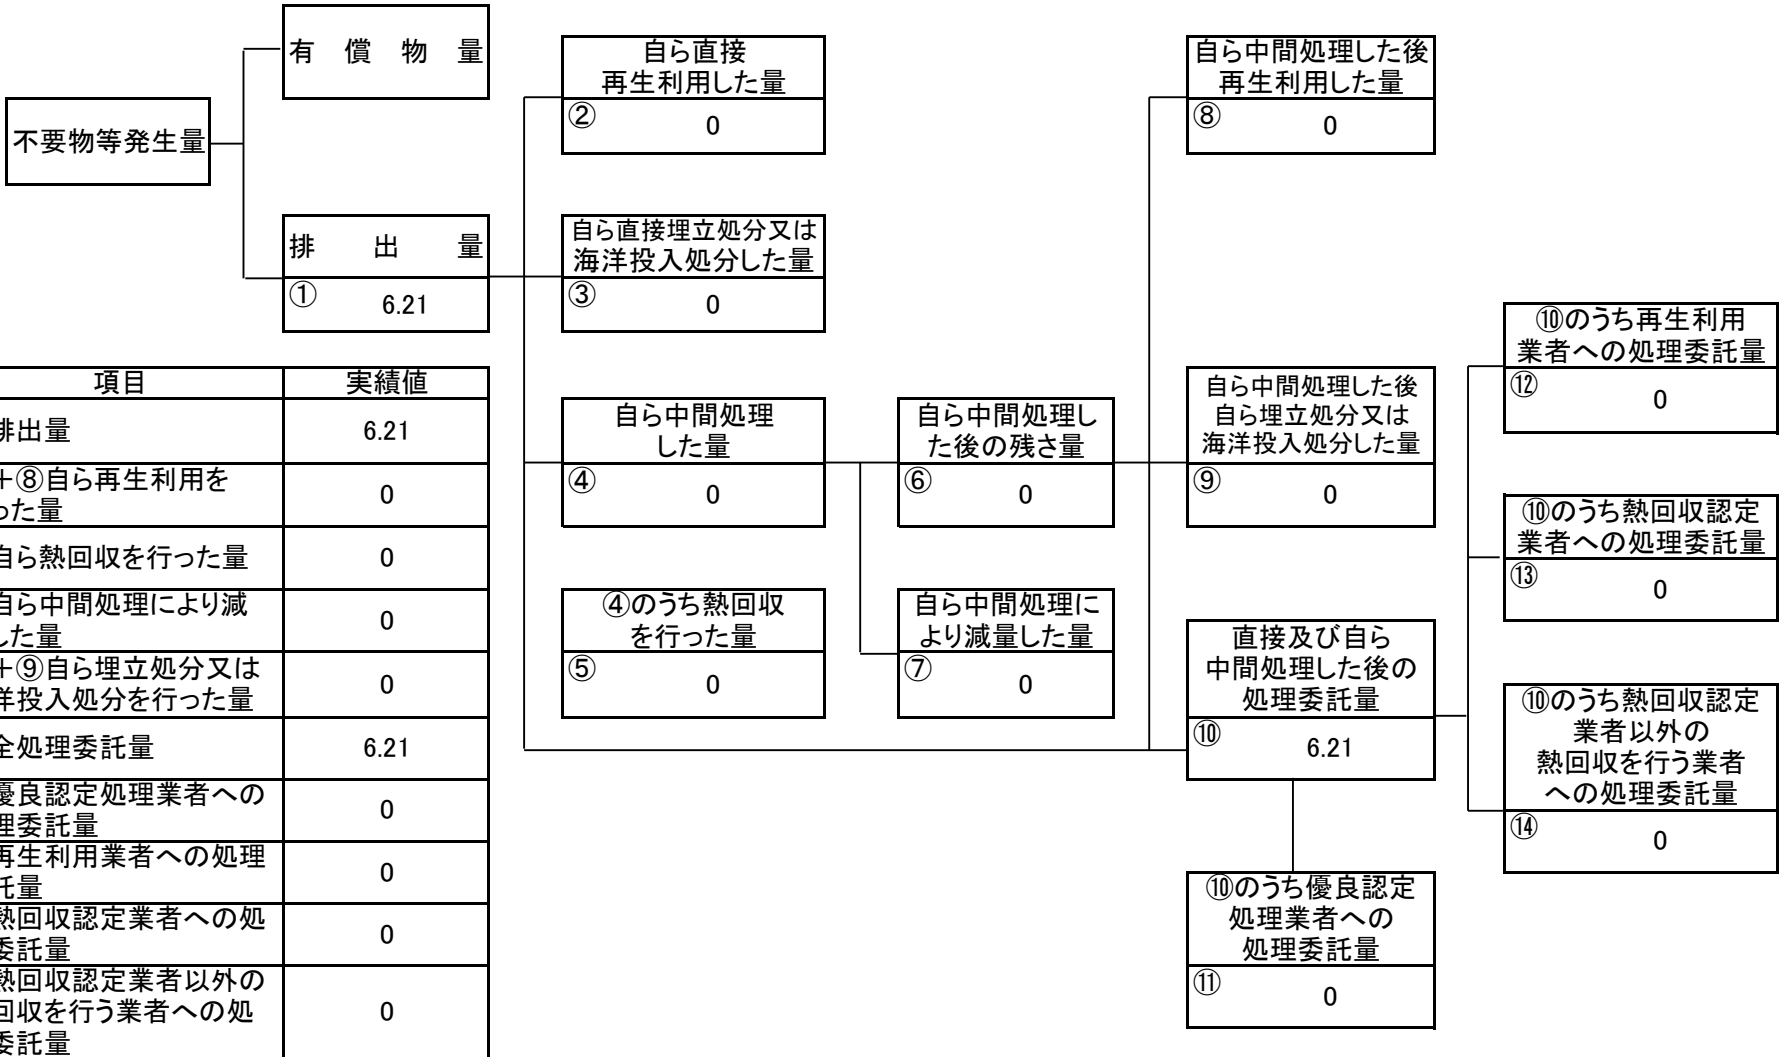 有償物量
不要物等発生量
排出量
① 6.21
自ら直接
再生利用した量
② 0
自ら直接埋立処分又は
海洋投入処分した量
③ 0
自ら中間処理
した量
④ 0
④のうち熱回収
を行った量
⑤ 0
自ら中間処理し
た後の残さ量
⑥ 0
自ら中間処理に
より減量した量
⑦ 0
自ら中間処理した後
再生利用した量
⑧ 0
自ら中間処理した後
自ら埋立処分又は
海洋投入処分した量
⑨ 0
直接及び自ら
中間処理した後の
処理委託量
⑩ 6.21
⑩のうち優良認定
処理業者への
処理委託量
⑪ 0
⑩のうち再生利用
業者への処理委託量
⑫ 0
⑩のうち熱回収認定
業者への処理委託量
⑬ 0
⑩のうち熱回収認定
業者以外の
熱回収を行う業者
への処理委託量
⑭ 0
項目 実績値
排出量 6.21
+⑧自ら再生利用を
った量 0
自ら熱回収を行った量 0
自ら中間処理により減
した量 0
+⑨自ら埋立処分又は
洋投入処分を行った量 0
全処理委託量 6.21
優良認定処理業者への
理委託量 0
再生利用業者への処理
託量 0
熱回収認定業者への処
委託量 0
熱回収認定業者以外の
回収を行う業者への処
委託量 0